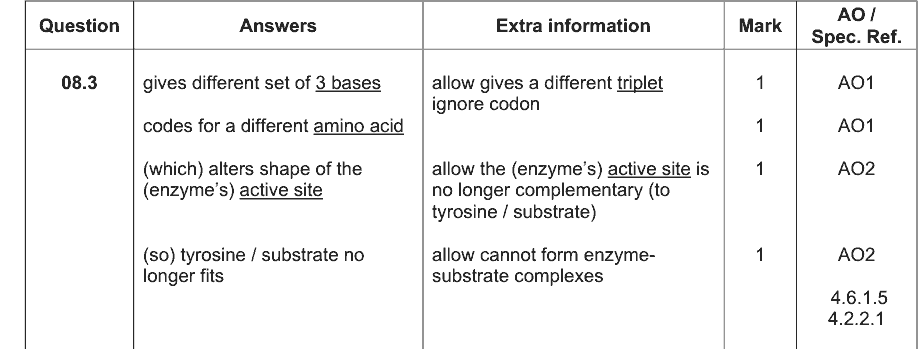 Question Answers Extra information Mark AO / Spec. Ref.
08.3 gives different set of 3 bases allow gives a different triplet 1 AO1
ignore codon
codes for a different amino acid 1 AO1
(which) alters shape of the allow the (enzyme's) active site is 1 AO2
(enzyme's) active site no longer complementary (to
tyrosine / substrate)
(so) tyrosine / substrate no allow cannot form enzyme- 1 AO2
longer fits substrate complexes
4.6.1.5
4.2.2.1